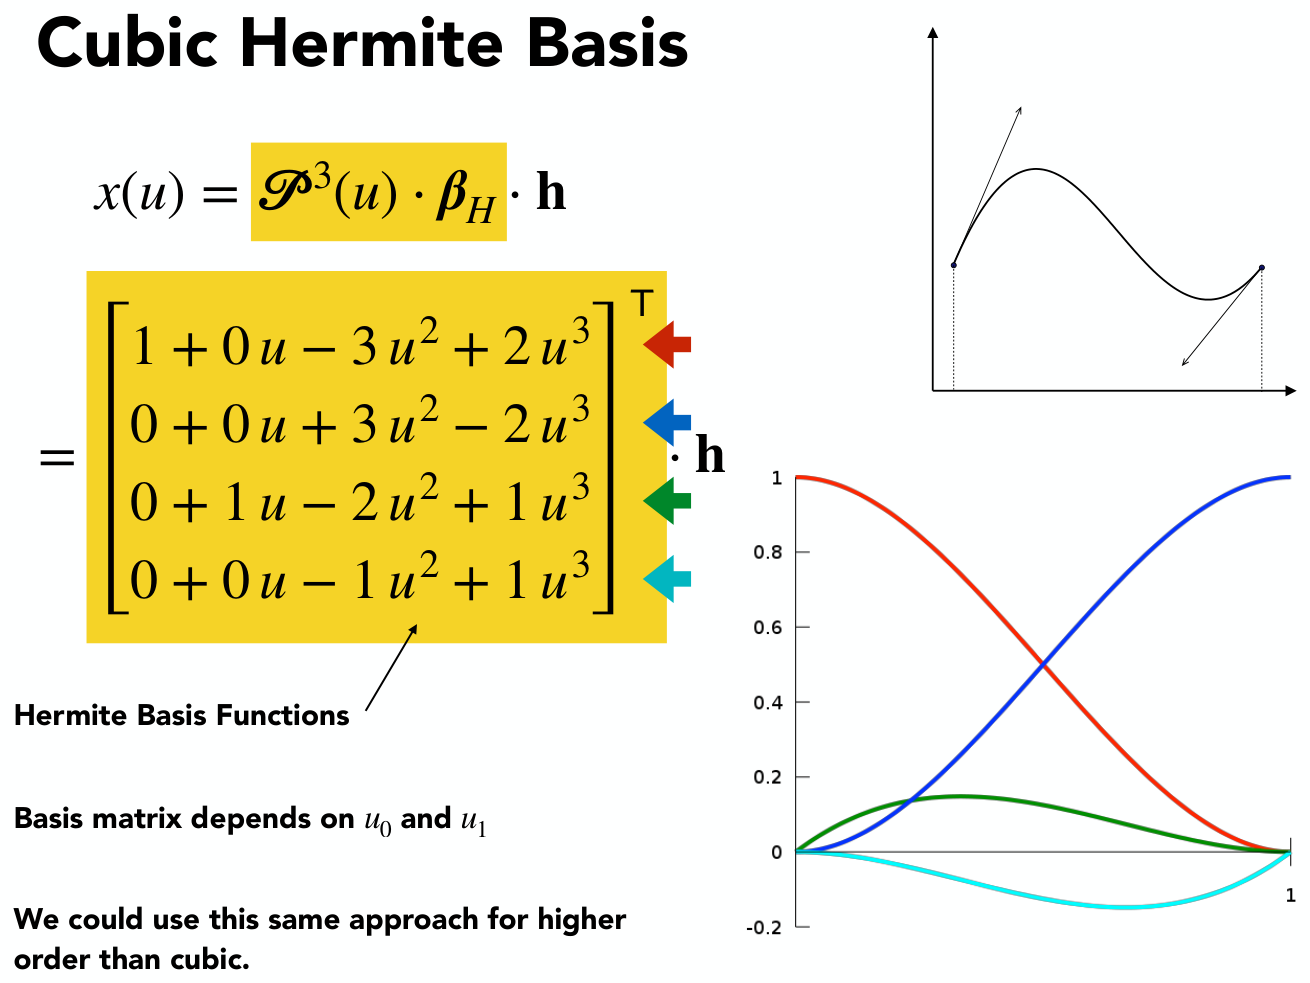 Cubic Hermite Basis
x(u) = 𝒫³(u) · β_H · h
= [1 + 0 u − 3 u² + 2 u³
0 + 0 u + 3 u² − 2 u³
0 + 1 u − 2 u² + 1 u³
0 + 0 u − 1 u² + 1 u³]ᵀ · h
Hermite Basis Functions
Basis matrix depends on u₀ and u₁
We could use this same approach for higher
order than cubic.
1
0.8
0.6
0.4
0.2
0
-0.2
1